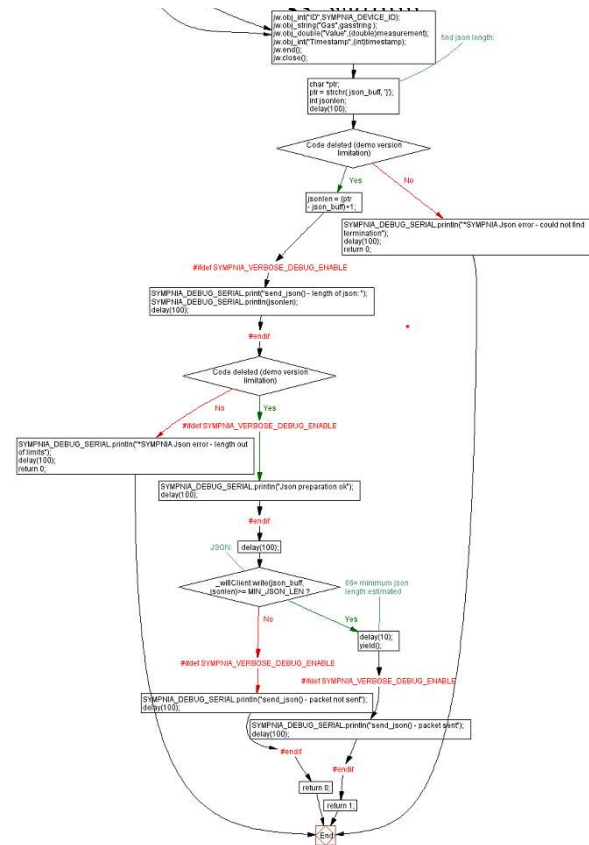 jw.obj_int("ID",SYMPNIA_DEVICE_ID);
jw.obj_string("Gas",gasstring );
jw.obj_double("Value",(double)measurement);
jw.obj_int("Timestamp",(int)timestamp);
jw.end();
jw.close();
find json length:
char *ptr;
ptr = strchr( json_buff, '}');
int jsonlen;
delay(100);
Code deleted (demo version
limitation)
Yes
No
jsonlen = (ptr
- json_buff)+1;
SYMPNIA_DEBUG_SERIAL.println("*SYMPNIA Json error - could not find
termination");
delay(100);
return 0;
#ifdef SYMPNIA_VERBOSE_DEBUG_ENABLE
SYMPNIA_DEBUG_SERIAL.print("send_json() - length of json: ");
SYMPNIA_DEBUG_SERIAL.println(jsonlen);
delay(100);
#endif
Code deleted (demo version
limitation)
No
Yes
#ifdef SYMPNIA_VERBOSE_DEBUG_ENABLE
SYMPNIA_DEBUG_SERIAL.println("*SYMPNIA Json error - length out
of limits");
delay(100);
return 0;
SYMPNIA_DEBUG_SERIAL.println("Json preparation ok");
delay(100);
#endif
delay(100);
JSON:
_wifiClient.write(json_buff,
jsonlen)>= MIN_JSON_LEN ?
66= minimum json
length estimated
No
Yes
delay(10);
yield();
#ifdef SYMPNIA_VERBOSE_DEBUG_ENABLE
#ifdef SYMPNIA_VERBOSE_DEBUG_ENABLE
SYMPNIA_DEBUG_SERIAL.println("send_json() - packet not sent");
delay(100);
SYMPNIA_DEBUG_SERIAL.println("send_json() - packet sent");
delay(100);
#endif
#endif
return 0;
return 1;
End